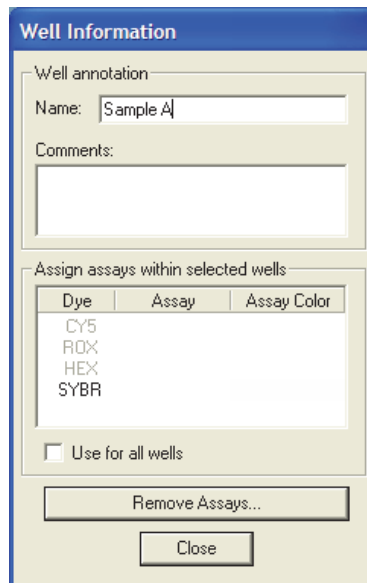 Well Information
Well annotation
Name: Sample A
Comments:
Assign assays within selected wells
Dye Assay Assay Color
CY5
ROX
HEX
SYBR
Use for all wells
Remove Assays...
Close